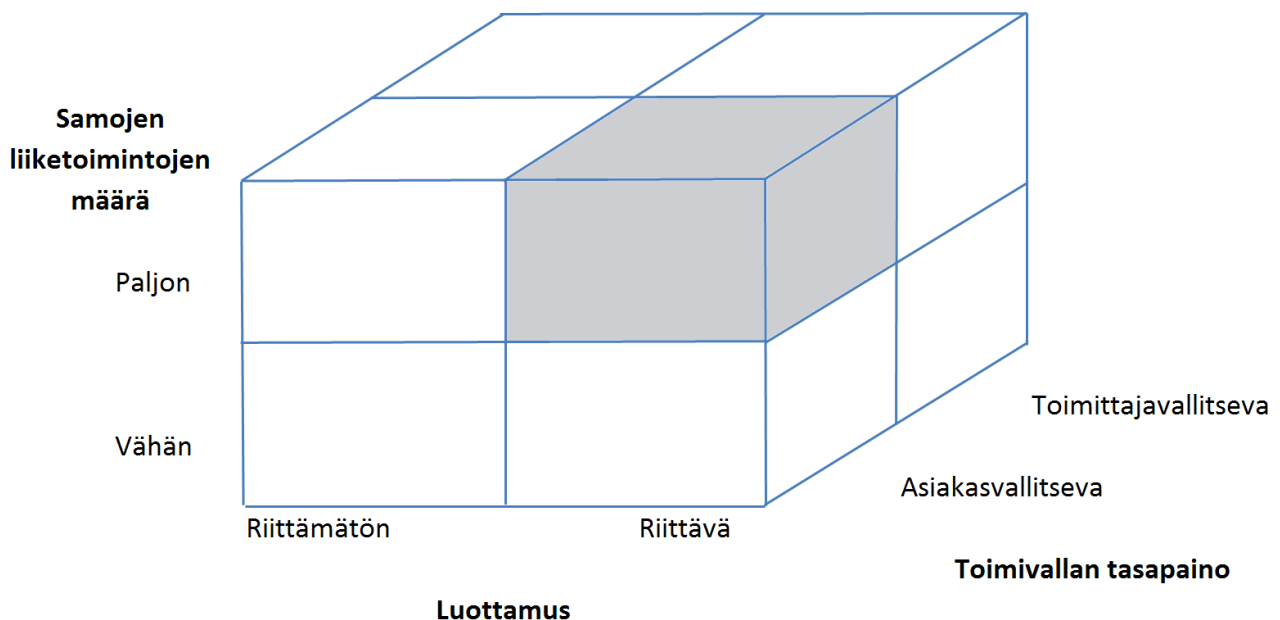 Samojen
liiketoimintojen
määrä
Paljon
Vähän
Riittämätön
Riittävä
Luottamus
Toimittajavallitseva
Asiakasvallitseva
Toimivallan tasapaino